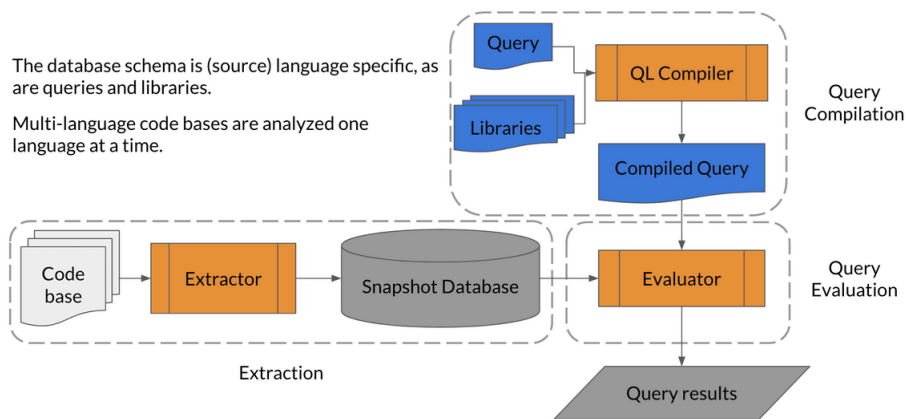 The database schema is (source) language specific, as
are queries and libraries.
Multi-language code bases are analyzed one
language at a time.
Query
QL Compiler
Libraries
Compiled Query
Query
Compilation
Code
base
Extractor
Snapshot Database
Evaluator
Query
Evaluation
Extraction
Query results